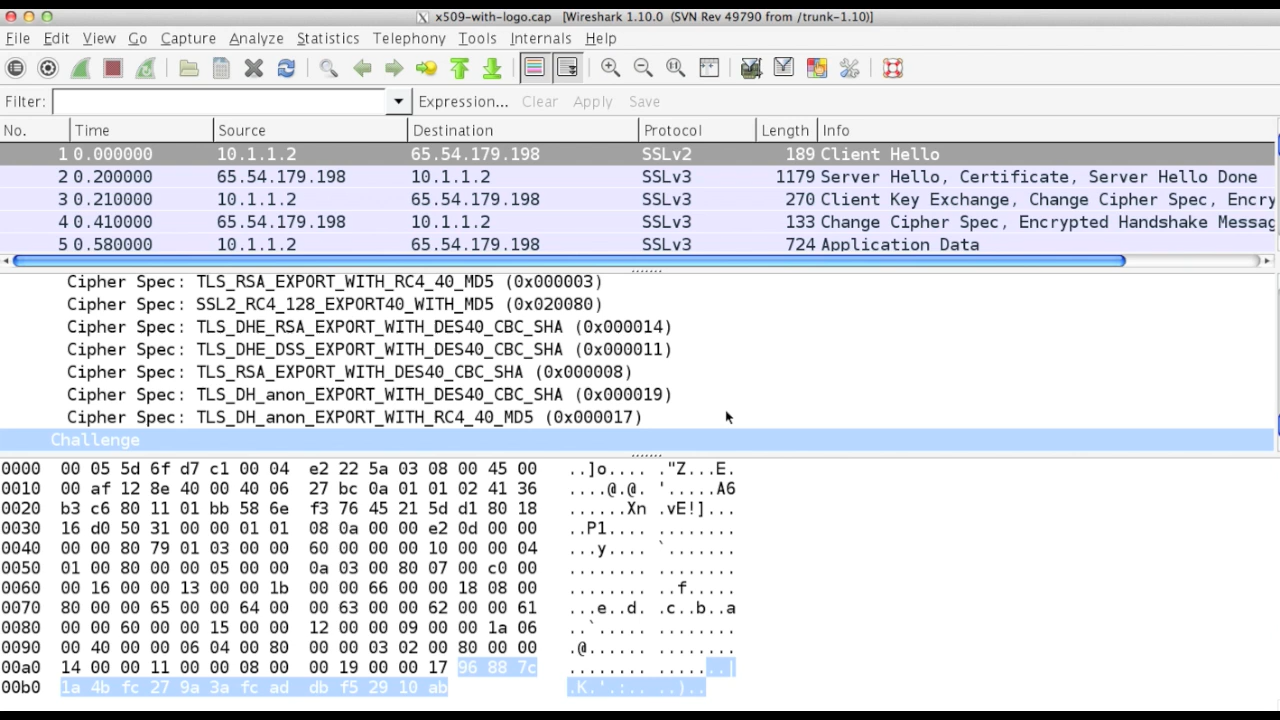 x509-with-logo.cap [Wireshark 1.10.0 (SVN Rev 49790 from /trunk-1.10)]
File Edit View Go Capture Analyze Statistics Telephony Tools Internals Help
Filter: Expression... Clear Apply Save
No. Time Source Destination Protocol Length Info
1 0.000000 10.1.1.2 65.54.179.198 SSLv2 189 Client Hello
2 0.200000 65.54.179.198 10.1.1.2 SSLv3 1179 Server Hello, Certificate, Server Hello Done
3 0.210000 10.1.1.2 65.54.179.198 SSLv3 270 Client Key Exchange, Change Cipher Spec, Encry
4 0.410000 65.54.179.198 10.1.1.2 SSLv3 133 Change Cipher Spec, Encrypted Handshake Messag
5 0.580000 10.1.1.2 65.54.179.198 SSLv3 724 Application Data
Cipher Spec: TLS_RSA_EXPORT_WITH_RC4_40_MD5 (0x000003)
Cipher Spec: SSL2_RC4_128_EXPORT40_WITH_MD5 (0x020080)
Cipher Spec: TLS_DHE_RSA_EXPORT_WITH_DES40_CBC_SHA (0x000014)
Cipher Spec: TLS_DHE_DSS_EXPORT_WITH_DES40_CBC_SHA (0x000011)
Cipher Spec: TLS_RSA_EXPORT_WITH_DES40_CBC_SHA (0x000008)
Cipher Spec: TLS_DH_anon_EXPORT_WITH_DES40_CBC_SHA (0x000019)
Cipher Spec: TLS_DH_anon_EXPORT_WITH_RC4_40_MD5 (0x000017)
Challenge
0000 00 05 5d 6f d7 c1 00 04 e2 22 5a 03 08 00 45 00 ..]o.... ."Z...E.
0010 00 af 12 8e 40 00 40 06 27 bc 0a 01 01 02 41 36 ....@.@. '.....A6
0020 b3 c6 80 11 01 bb 58 6e f3 76 45 21 5d d1 80 18 ......Xn .vE!]...
0030 16 d0 50 31 00 00 01 01 08 0a 00 00 e2 0d 00 00 ..P1.... ........
0040 00 00 80 79 01 03 00 00 60 00 00 00 10 00 00 04 ...y.... `.......
0050 01 00 80 00 00 05 00 00 0a 03 00 80 07 00 c0 00 ........ ........
0060 00 16 00 00 13 00 00 1b 00 00 66 00 00 18 08 00 ........ ..f.....
0070 80 00 00 65 00 00 64 00 00 63 00 00 62 00 00 61 ...e..d. .c..b..a
0080 00 00 60 00 00 15 00 00 12 00 00 09 00 00 1a 06 ..`..... ........
0090 00 40 00 00 06 04 00 80 00 00 03 02 00 80 00 00 .@...... ........
00a0 14 00 00 11 00 00 08 00 00 19 00 00 17 96 88 7c ........ .......|
00b0 1a 4b fc 27 9a 3a fc ad db f5 29 10 ab .K.'.:.. ..)..